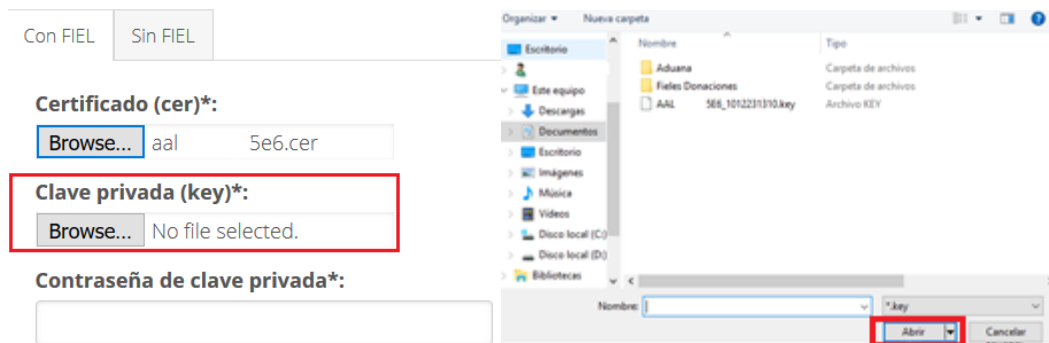 Con FIEL
Sin FIEL
Certificado (cer)*:
Browse... aal 5e6.cer
Clave privada (key)*:
Browse... No file selected.
Contraseña de clave privada*:
Organizar Nueva carpeta
Nombre Tipo
Escritorio
Este equipo
Descargas
Documentos
Escritorio
Imágenes
Música
Vídeos
Disco local (C:)
Disco local (D:)
Bibliotecas
Aduana Carpeta de archivos
Fieles Donaciones Carpeta de archivos
AAL 5E6_1012231310.key Archivo KEY
Nombre: *.key
Abrir Cancelar